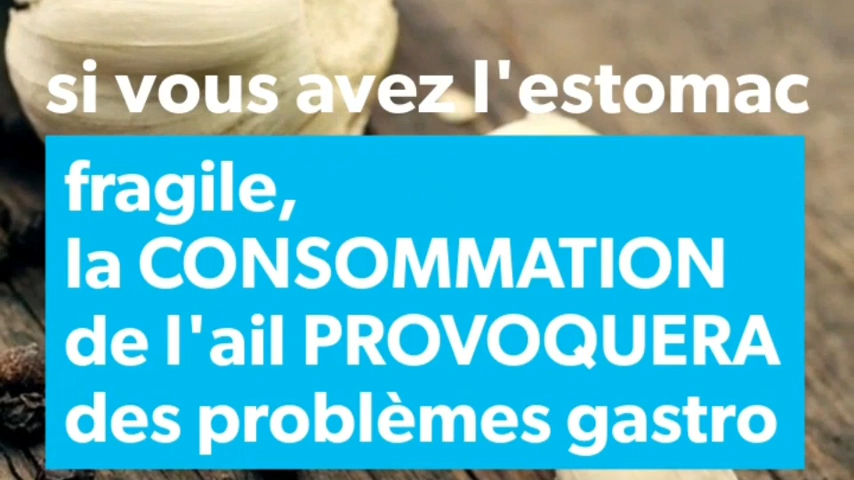 si vous avez l'estomac
fragile,
la CONSOMMATION
de l'ail PROVOQUERA
des problèmes gastro